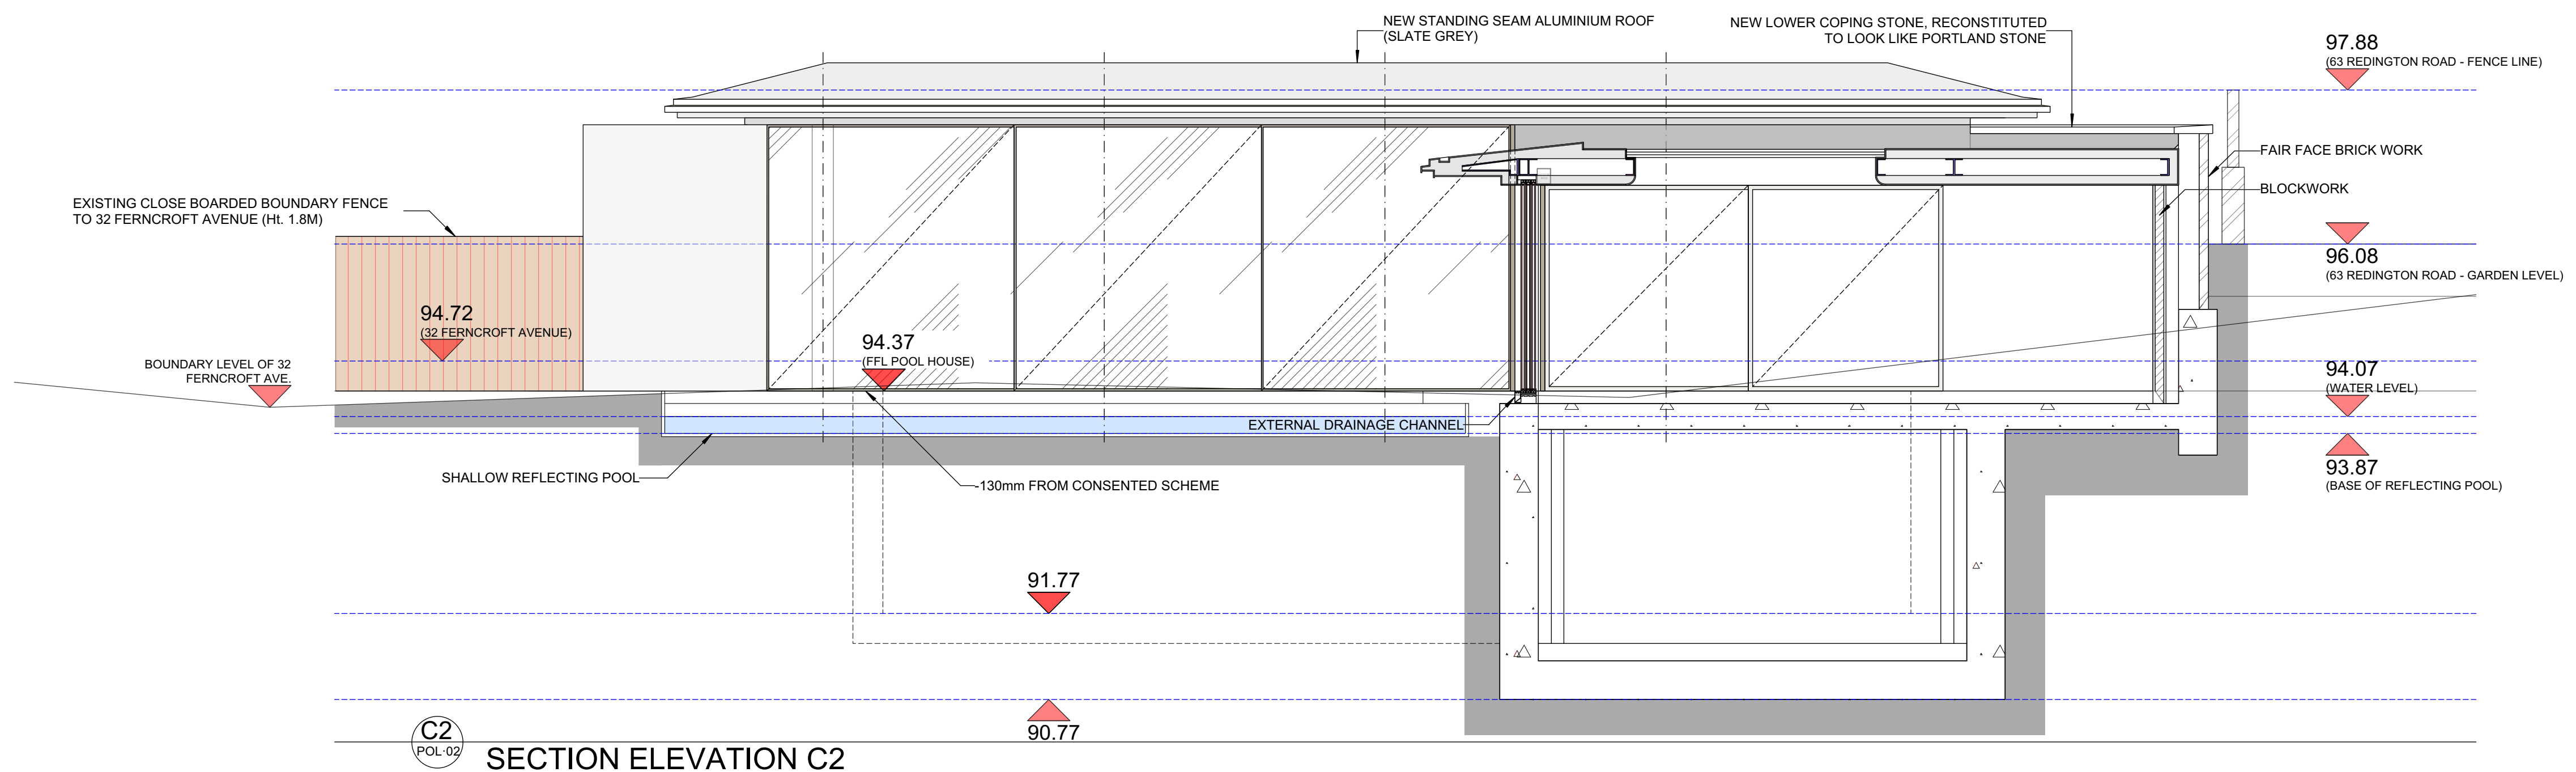 NEW STANDING SEAM ALUMINIUM ROOF
(SLATE GREY)
NEW LOWER COPING STONE, RECONSTITUTED
TO LOOK LIKE PORTLAND STONE
97.88
(63 REDINGTON ROAD - FENCE LINE)
FAIR FACE BRICK WORK
BLOCKWORK
EXISTING CLOSE BOARDED BOUNDARY FENCE
TO 32 FERNCROFT AVENUE (Ht. 1.8M)
96.08
(63 REDINGTON ROAD - GARDEN LEVEL)
94.72
(32 FERNCROFT AVENUE)
94.37
(FFL POOL HOUSE)
BOUNDARY LEVEL OF 32
FERNCROFT AVE.
94.07
(WATER LEVEL)
EXTERNAL DRAINAGE CHANNEL
SHALLOW REFLECTING POOL
-130mm FROM CONSENTED SCHEME
93.87
(BASE OF REFLECTING POOL)
91.77
90.77
C2
POL-02
SECTION ELEVATION C2